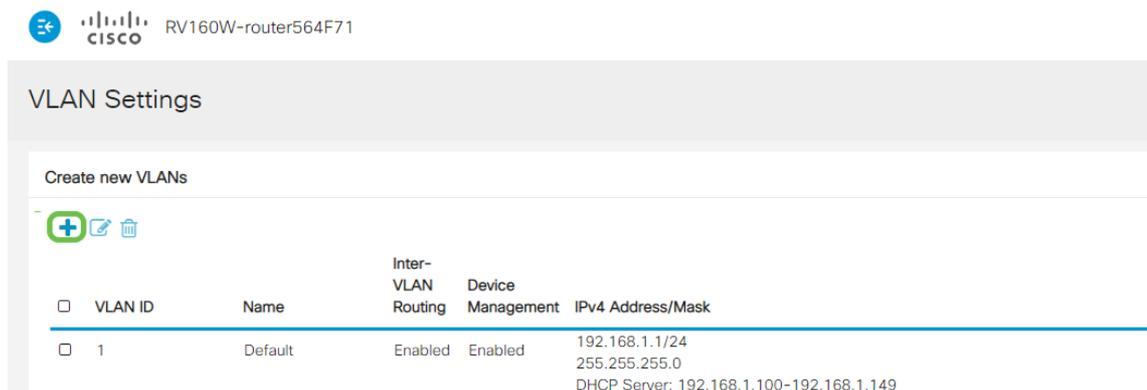 CISCO RV160W-router564F71
VLAN Settings
Create new VLANs
Inter-
VLAN Device
VLAN ID Name Routing Management IPv4 Address/Mask
1 Default Enabled Enabled 192.168.1.1/24
255.255.255.0
DHCP Server: 192.168.1.100-192.168.1.149